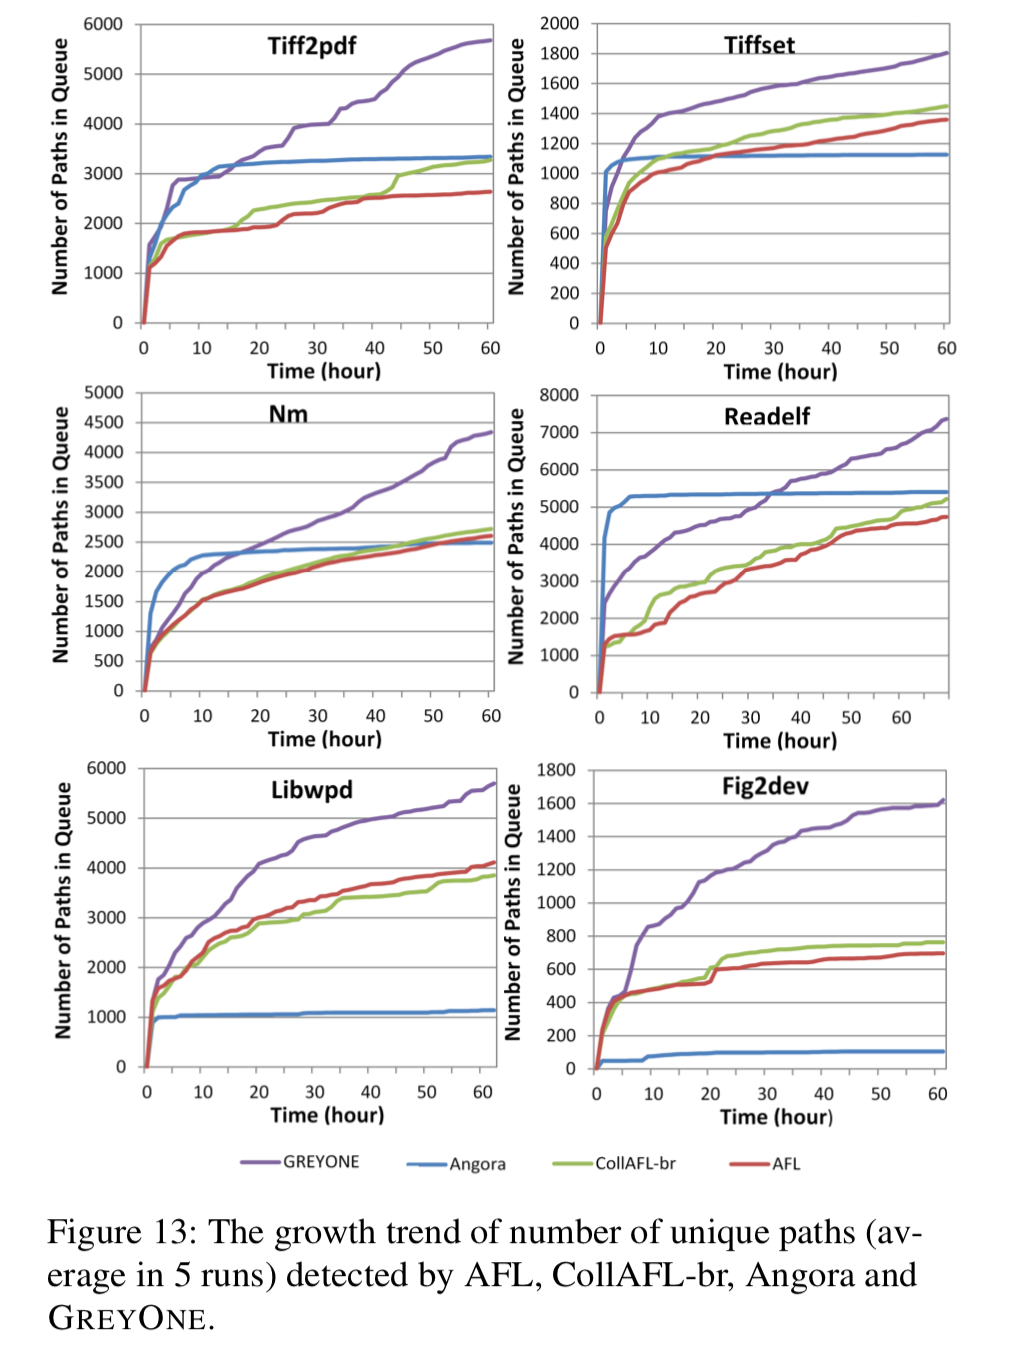 Tiff2pdf
Number of Paths in Queue
6000
5000
4000
3000
2000
1000
0
0 10 20 30 40 50 60
Time (hour)
Tiffset
Number of Paths in Queue
2000
1800
1600
1400
1200
1000
800
600
400
200
0
0 10 20 30 40 50 60
Time (hour)
Nm
Number of Paths in Queue
5000
4500
4000
3500
3000
2500
2000
1500
1000
500
0
0 10 20 30 40 50 60
Time (hour)
Readelf
Number of Paths in Queue
8000
7000
6000
5000
4000
3000
2000
1000
0
0 10 20 30 40 50 60
Time (hour)
Libwpd
Number of Paths in Queue
6000
5000
4000
3000
2000
1000
0
0 10 20 30 40 50 60
Time (hour)
Fig2dev
Number of Paths in Queue
1800
1600
1400
1200
1000
800
600
400
200
0
0 10 20 30 40 50 60
Time (hour)
GREYONE Angora CollAFL-br AFL
Figure 13: The growth trend of number of unique paths (av-
erage in 5 runs) detected by AFL, CollAFL-br, Angora and
GREYONE.